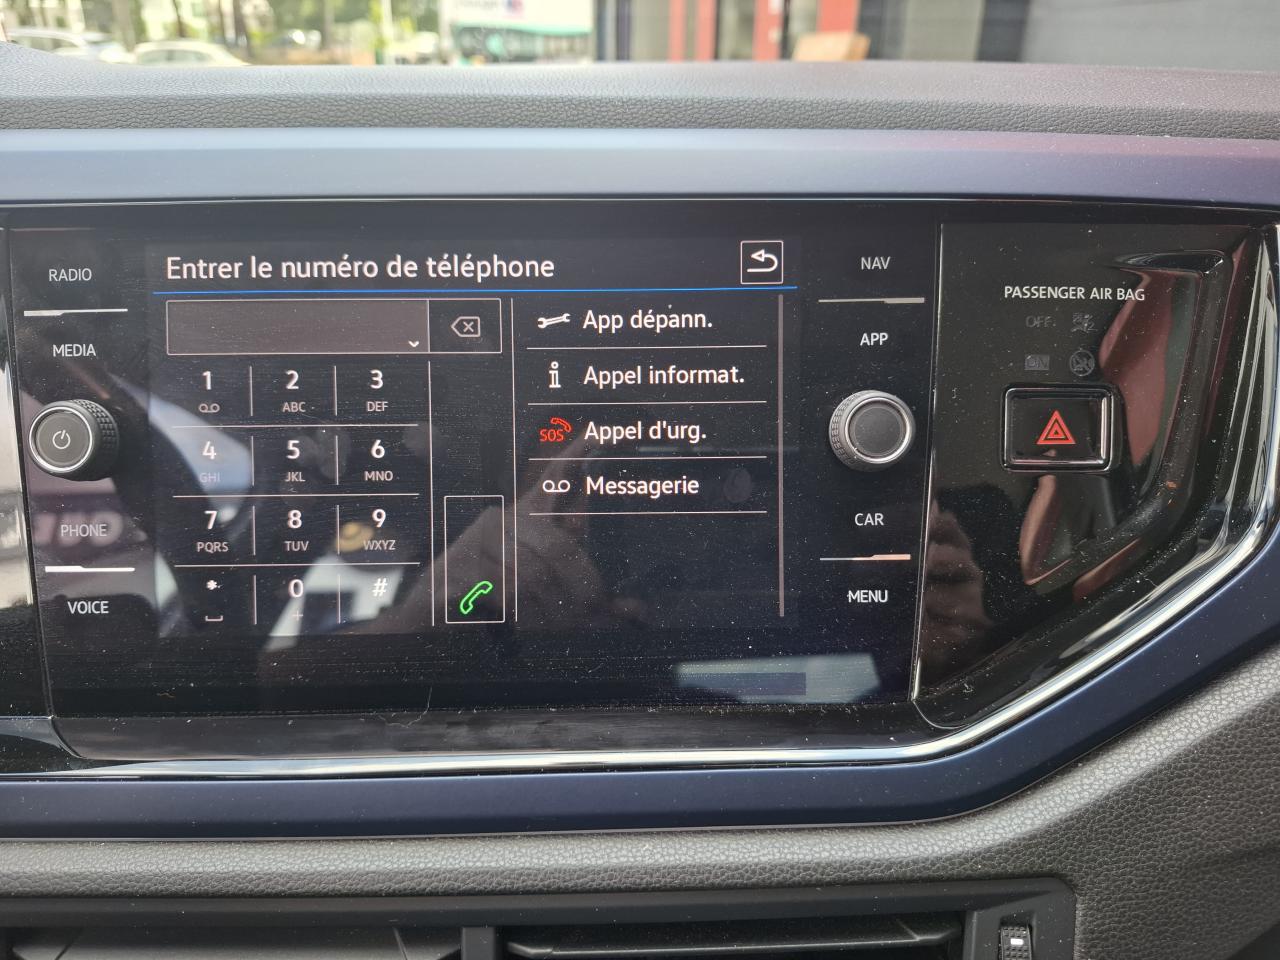 Entrer le numéro de téléphone
RADIO
MEDIA
PHONE
VOICE
1
2 ABC
3 DEF
4 GHI
5 JKL
6 MNO
7 PQRS
8 TUV
9 WXYZ
*
0 +
#
App dépann.
i Appel informat.
SOS Appel d'urg.
Messagerie
NAV
APP
CAR
MENU
PASSENGER AIR BAG
OFF
ON